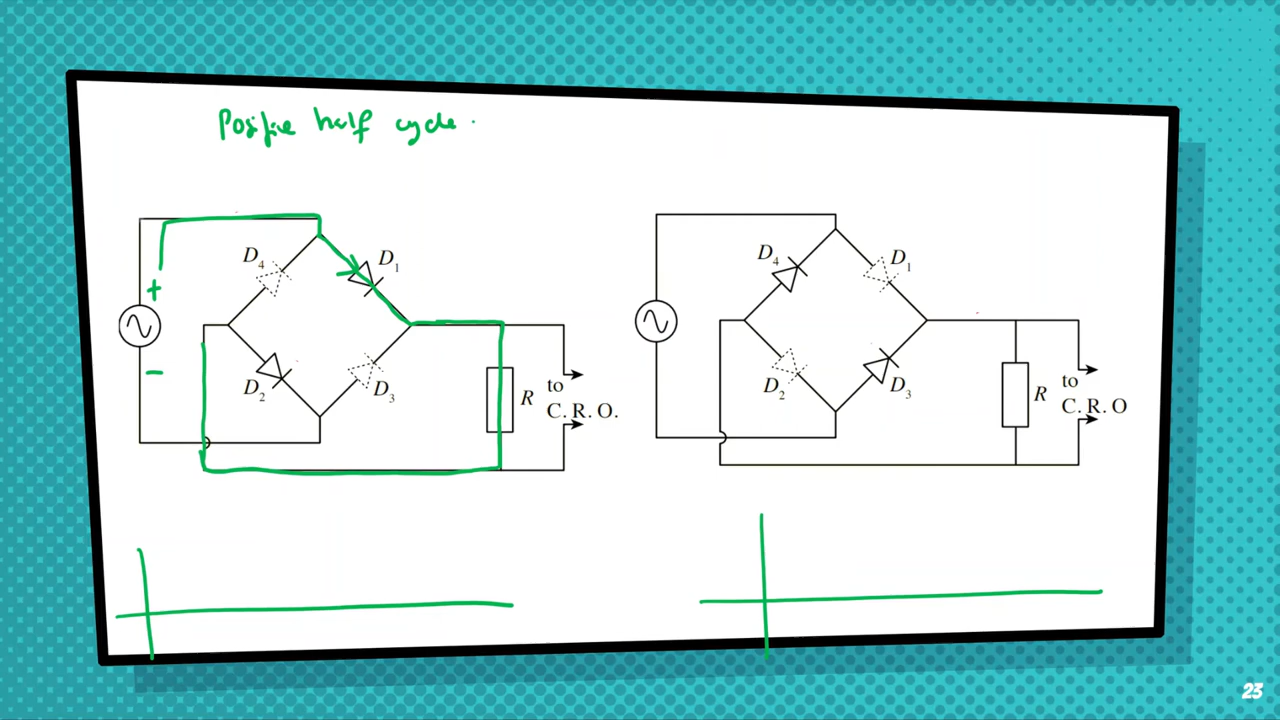 Positive half cycle.
D4
D1
D2
D3
+
-
R
to
C. R. O.
D4
D1
D2
D3
R
to
C. R. O
23